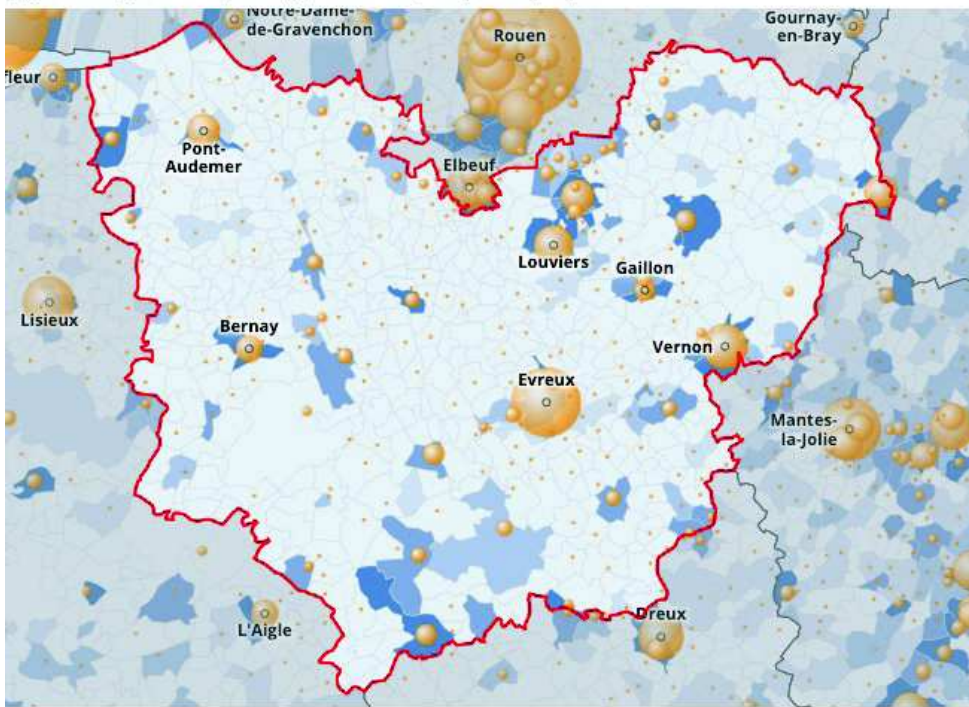 Notre-Dame-
de-Gravenchon
Rouen
Gournay-
en-Bray
fleur
Pont-
Audemer
Elbeuf
Louviers
Gaillon
Lisieux
Bernay
Vernon
Evreux
Mantes-
la-Jolie
L'Aigle
Dreux